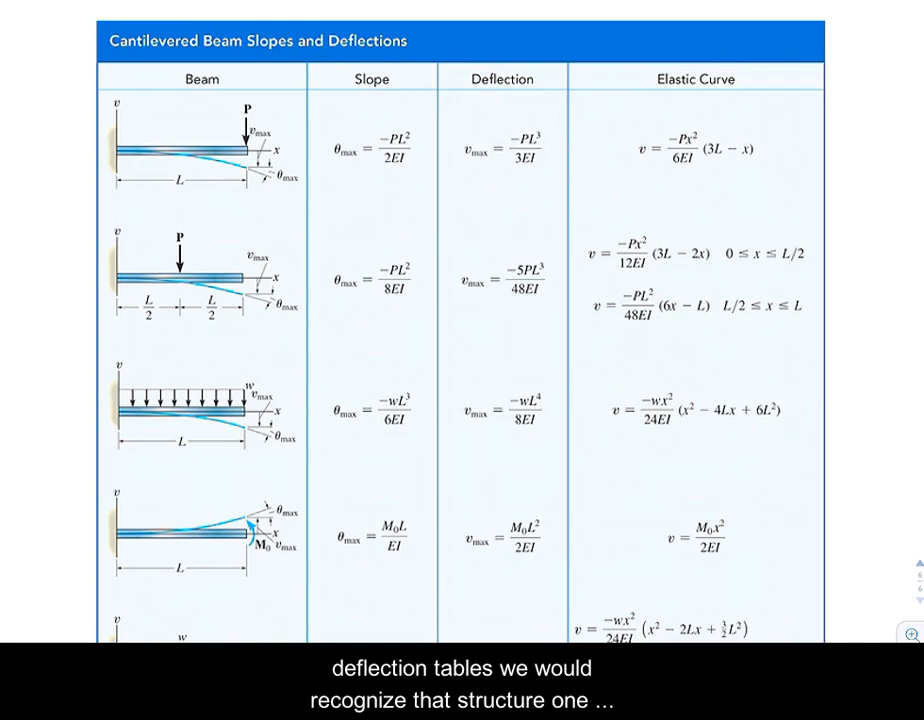 Cantilevered Beam Slopes and Deflections
Beam Slope Deflection Elastic Curve
v
P
v_max
x
θ_max
L
θ_max = −PL²/2EI
v_max = −PL³/3EI
v = −Px²/6EI (3L − x)
v
P
v_max
x
θ_max
L/2 L/2
θ_max = −PL²/8EI
v_max = −5PL³/48EI
v = −Px²/12EI (3L − 2x) 0 ≤ x ≤ L/2
v = −PL²/48EI (6x − L) L/2 ≤ x ≤ L
v
w
v_max
x
θ_max
L
θ_max = −wL³/6EI
v_max = −wL⁴/8EI
v = −wx²/24EI (x² − 4Lx + 6L²)
v
θ_max
x
M₀ v_max
L
θ_max = M₀L/EI
v_max = M₀L²/2EI
v = M₀x²/2EI
v
w
v = −wx²/24EI (x² − 2Lx + 3/2 L²)
6
6
deflection tables we would
recognize that structure one ...